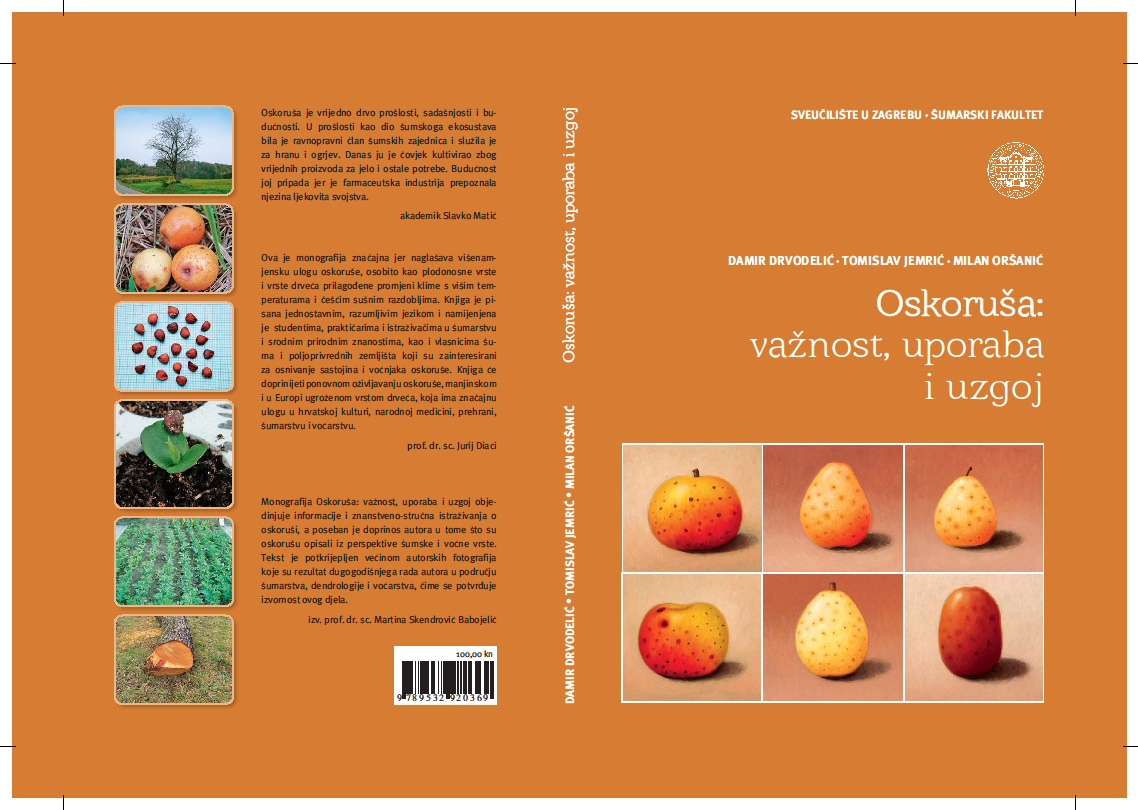 Oskoruša je vrijedno drvo prošlosti, sadašnjosti i bu-
dućnosti. U prošlosti kao dio šumskoga ekosustava
bila je ravnopravni član šumskih zajednica i služila je
za hranu i ogrjev. Danas ju je čovjek kultivirao zbog
vrijednih proizvoda za jelo i ostale potrebe. Budućnost
joj pripada jer je farmaceutska industrija prepoznala
njezina ljekovita svojstva.
akademik Slavko Matić
Ova je monografija značajna jer naglašava višenam-
jensku ulogu oskoruše, osobito kao plodonosne vrste
i vrste drveća prilagođene promjeni klime s višim tem-
peraturama i češćim sušnim razdobljima. Knjiga je pi-
sana jednostavnim, razumljivim jezikom i namijenjena
je studentima, praktičarima i istraživačima u šumarstvu
i srodnim prirodnim znanostima, kao i vlasnicima šu-
ma i poljoprivrednih zemljišta koji su zainteresirani
za osnivanje sastojina i voćnjaka oskoruše. Knjiga će
doprinijeti ponovnom oživljavanju oskoruše, manjinskom
i u Europi ugroženom vrstom drveća, koja ima značajnu
ulogu u hrvatskoj kulturi, narodnoj medicini, prehrani,
šumarstvu i voćarstvu.
prof. dr. sc. Jurij Diaci
Monografija Oskoruša: važnost, uporaba i uzgoj obje-
dinjuje informacije i znanstveno-stručna istraživanja o
oskoruši, a poseban je doprinos autora u tome što su
oskorušu opisali iz perspektive šumske i voćne vrste.
Tekst je potkrijepljen većinom autorskih fotografija
koje su rezultat dugogodišnjega rada autora u području
šumarstva, dendrologije i voćarstva, čime se potvrđuje
izvornost ovog djela.
izv. prof. dr. sc. Martina Skendrović Babojelić
100,00 kn
9 789532 920369
Oskoruša: važnost, uporaba i uzgoj
DAMIR DRVODELIĆ • TOMISLAV JEMRIĆ • MILAN ORŠANIĆ
SVEUČILIŠTE U ZAGREBU · ŠUMARSKI FAKULTET
DAMIR DRVODELIĆ · TOMISLAV JEMRIĆ · MILAN ORŠANIĆ
Oskoruša:
važnost, uporaba
i uzgoj